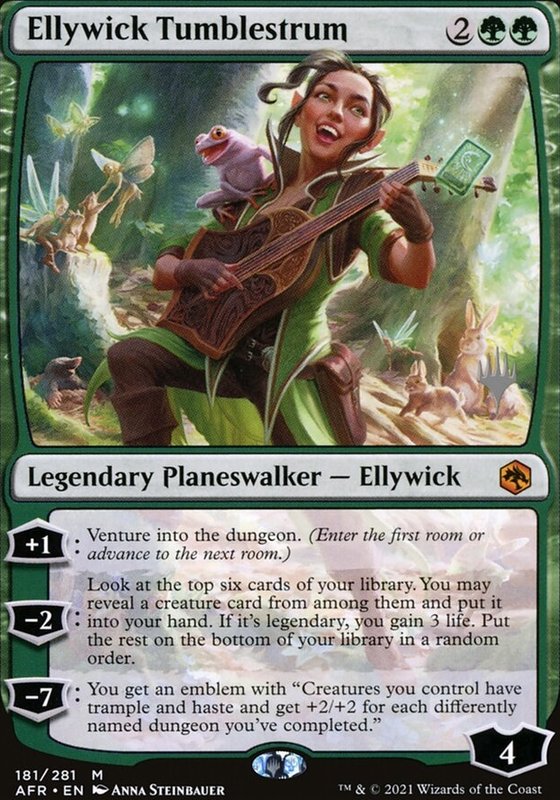 Ellywick Tumblestrum 2
Legendary Planeswalker — Ellywick
+1 : Venture into the dungeon. (Enter the first room or
advance to the next room.)
Look at the top six cards of your library. You may
reveal a creature card from among them and put it
-2 : into your hand. If it's legendary, you gain 3 life. Put
the rest on the bottom of your library in a random
order.
-7 : You get an emblem with “Creatures you control have
trample and haste and get +2/+2 for each differently
named dungeon you've completed.”
4
181/281 M
AFR • EN Anna Steinbauer ™ & © 2021 Wizards of the Coast